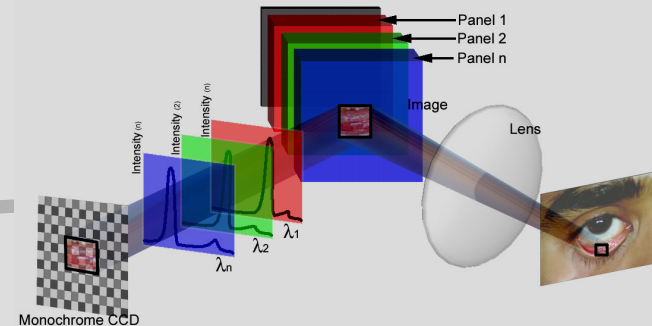 Panel 1
Panel 2
Panel n
Image
Lens
Intensity (n)
Intensity (2)
Intensity (n)
λ1
λ2
λn
Monochrome CCD